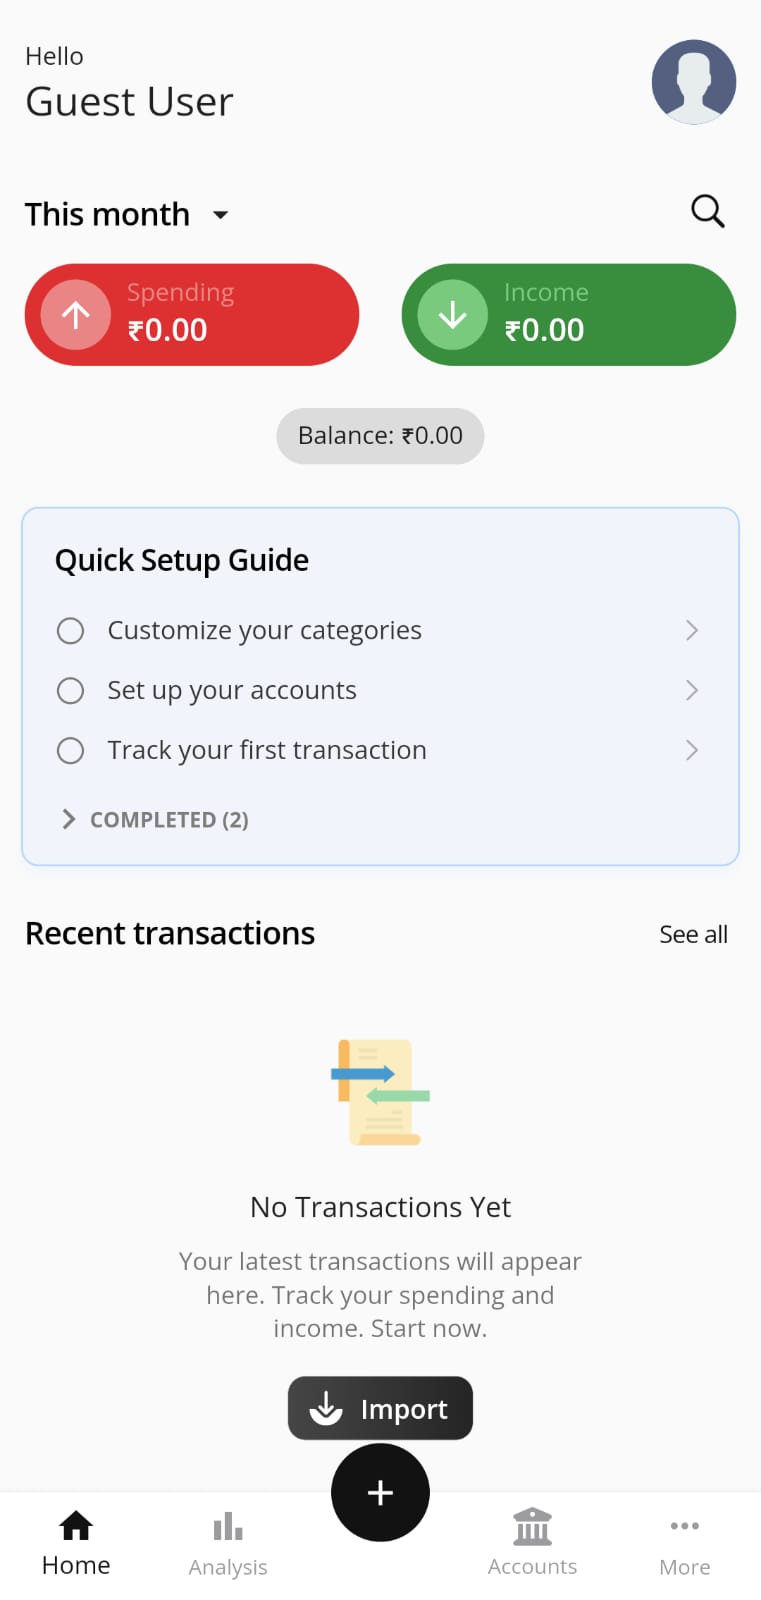 Hello
Guest User
This month
Spending
₹0.00
Income
₹0.00
Balance: ₹0.00
Quick Setup Guide
Customize your categories
Set up your accounts
Track your first transaction
COMPLETED (2)
Recent transactions
See all
No Transactions Yet
Your latest transactions will appear
here. Track your spending and
income. Start now.
Import
+
Home
Analysis
Accounts
More